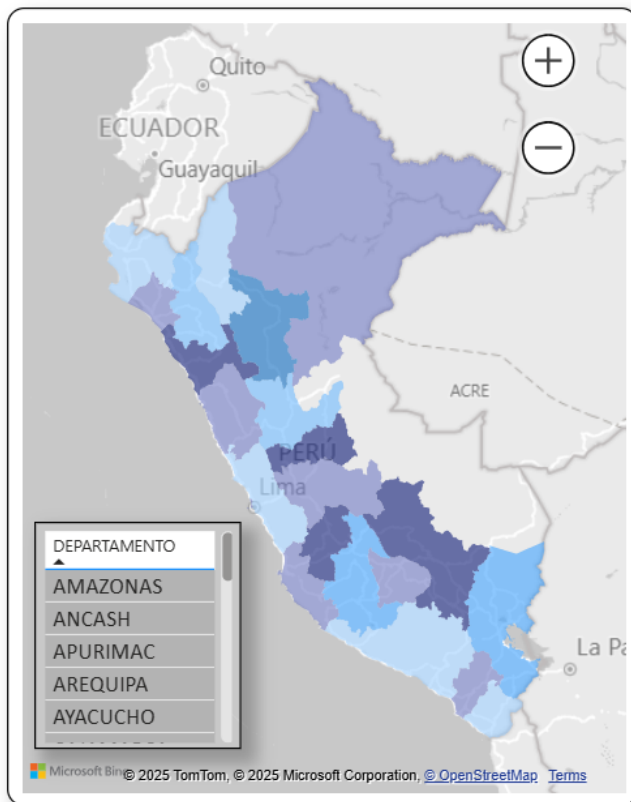 Quito
ECUADOR
Guayaquil
ACRE
PERÚ
Lima
DEPARTAMENTO
AMAZONAS
ANCASH
APURIMAC
AREQUIPA
AYACUCHO
La Pa
Microsoft Bing
© 2025 TomTom, © 2025 Microsoft Corporation, © OpenStreetMap Terms